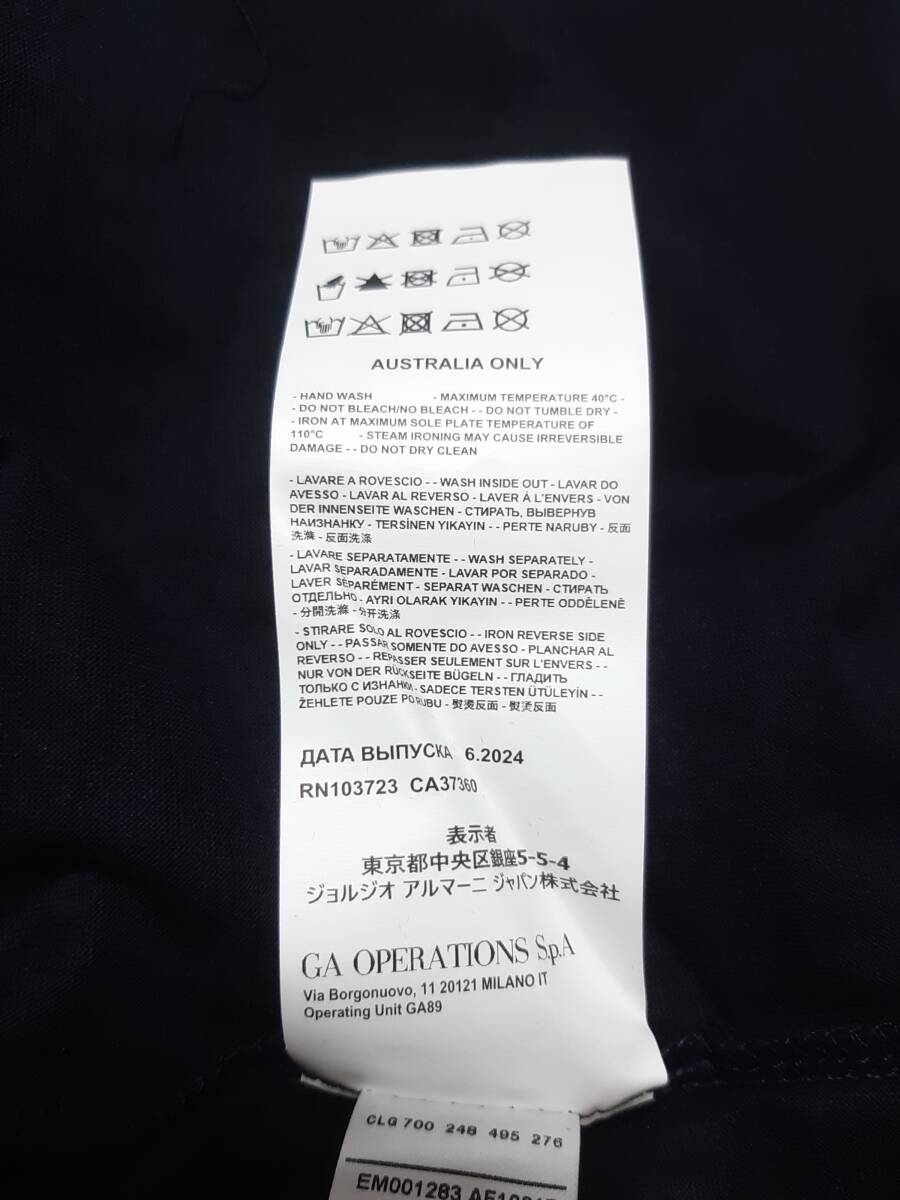 AUSTRALIA ONLY
- HAND WASH - MAXIMUM TEMPERATURE 40°C -
- DO NOT BLEACH/NO BLEACH - - DO NOT TUMBLE DRY -
- IRON AT MAXIMUM SOLE PLATE TEMPERATURE OF
110°C - STEAM IRONING MAY CAUSE IRREVERSIBLE
DAMAGE - - DO NOT DRY CLEAN
- LAVARE A ROVESCIO - - WASH INSIDE OUT - LAVAR DO
AVESSO - LAVAR AL REVERSO - LAVER À L'ENVERS - VON
DER INNENSEITE WASCHEN - СТИРАТЬ, ВЫВЕРНУВ
НАИЗНАНКУ - TERSİNEN YIKAYIN - - PERTE NARUBY - 反面
洗滌 - 反面洗涤
- LAVARE SEPARATAMENTE - - WASH SEPARATELY -
LAVAR SEPARADAMENTE - LAVAR POR SEPARADO -
LAVER SÉPARÉMENT - SEPARAT WASCHEN - СТИРАТЬ
ОТДЕЛЬНО - AYRI OLARAK YIKAYIN - - PERTE ODDĚLENĚ
- 分開洗滌 - 分开洗涤
- STIRARE SOLO AL ROVESCIO - - IRON REVERSE SIDE
ONLY - - PASSAR SOMENTE DO AVESSO - PLANCHAR AL
REVERSO - - REPASSER SEULEMENT SUR L'ENVERS - -
NUR VON DER RÜCKSEITE BÜGELN - - ГЛАДИТЬ
ТОЛЬКО С ИЗНАНКИ - SADECE TERSTEN ÜTÜLEYİN - -
ŽEHLETE POUZE PO RUBU - 熨燙反面 - 熨烫反面
ДАТА ВЫПУСКА 6.2024
RN103723 CA37360
表示者
東京都中央区銀座5-5-4
ジョルジオ アルマーニ ジャパン株式会社
GA OPERATIONS S.p.A
Via Borgonuovo, 11 20121 MILANO IT
Operating Unit GA89
CLG 700 248 495 276
EM001283